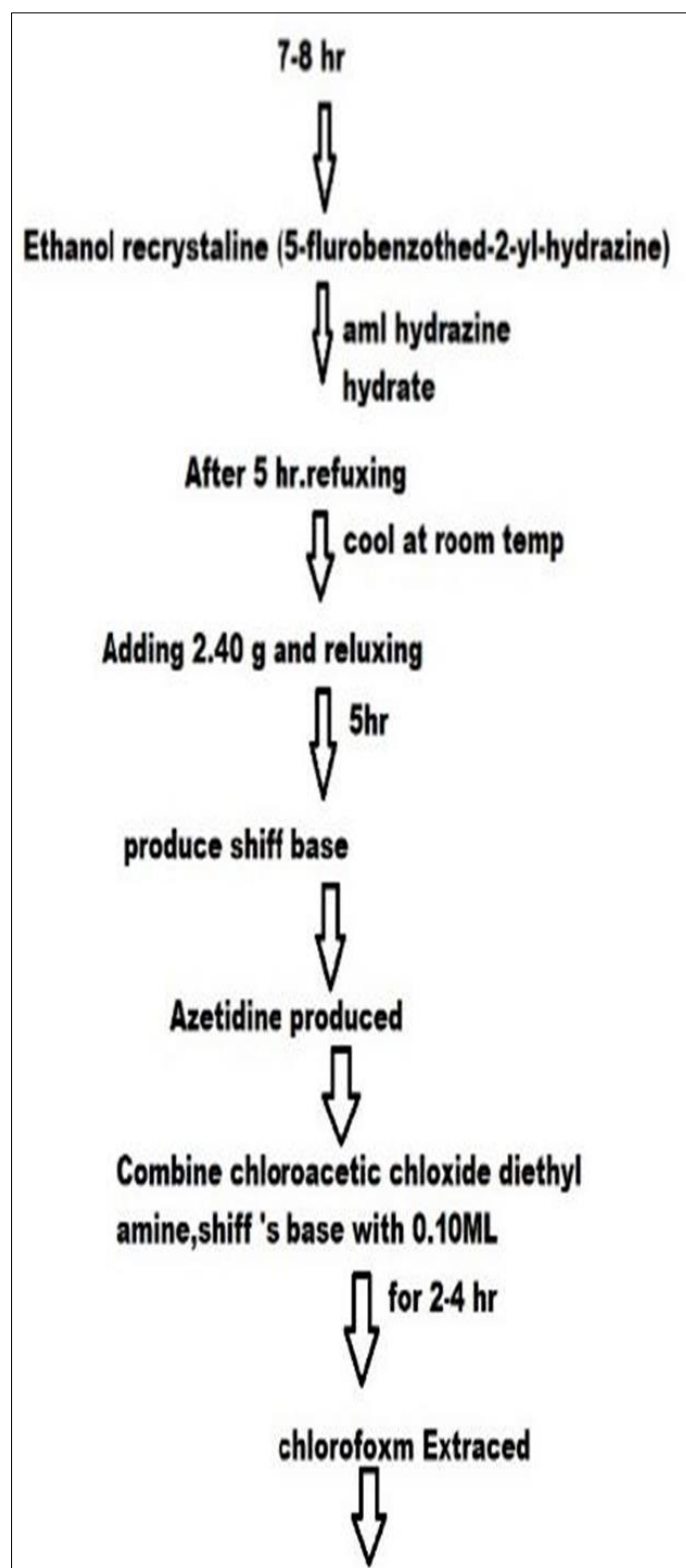 7-8 hr
Ethanol recrystaline (5-flurobenzothed-2-yl-hydrazine)
aml hydrazine
hydrate
After 5 hr.refuxing
cool at room temp
Adding 2.40 g and reluxing
5hr
produce shiff base
Azetidine produced
Combine chloroacetic chloxide diethyl
amine,shiff 's base with 0.10ML
for 2-4 hr
chlorofoxm Extraced